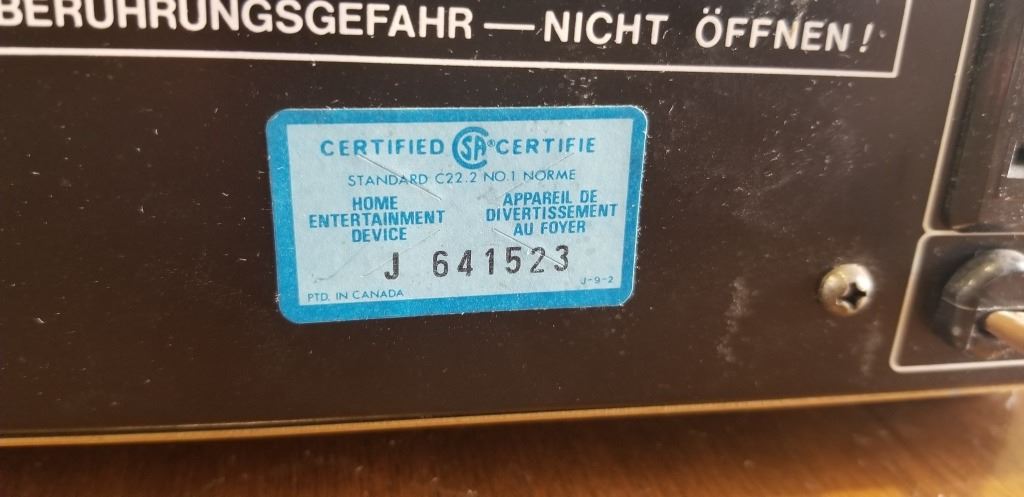 BERÜHRUNGSGEFAHR — NICHT ÖFFNEN!
CERTIFIED SA® CERTIFIE
STANDARD C22.2 NO.1 NORME
HOME
ENTERTAINMENT
DEVICE
APPAREIL DE
DIVERTISSEMENT
AU FOYER
J 641523
PTD. IN CANADA
J-9-2